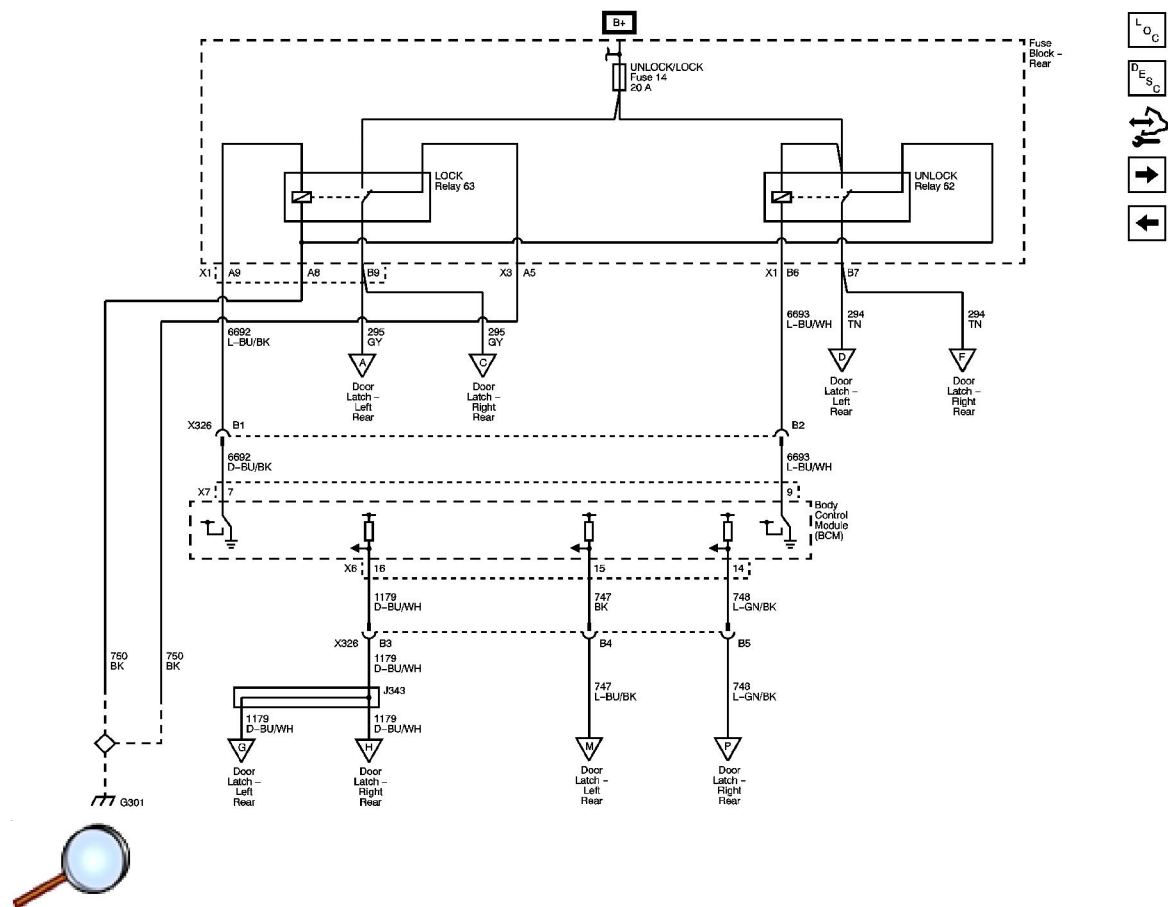 B+
L O C
Fuse
Block –
Rear
UNLOCK/LOCK
Fuse 14
20 A
D E S C
LOCK
Relay 63
UNLOCK
Relay 62
X1 A9 A8 B9 X3 A5 X1 B6 B7
6692
L–BU/BK
295
GY
295
GY
6693
L–BU/WH
294
TN
294
TN
A
C
D
F
Door
Latch –
Left
Rear
Door
Latch –
Right
Rear
Door
Latch –
Left
Rear
Door
Latch –
Right
Rear
X326 B1 B2
6692
D–BU/BK
6693
L–BU/WH
X7 7 9
Body
Control
Module
(BCM)
X6 16 15 14
1179
D–BU/WH
747
BK
748
L–GN/BK
X326 B3 B4 B5
750
BK
750
BK
1179
D–BU/WH
747
L–BU/BK
748
L–GN/BK
J343
1179
D–BU/WH
1179
D–BU/WH
G
H
M
P
Door
Latch –
Left
Rear
Door
Latch –
Right
Rear
Door
Latch –
Left
Rear
Door
Latch –
Right
Rear
G301